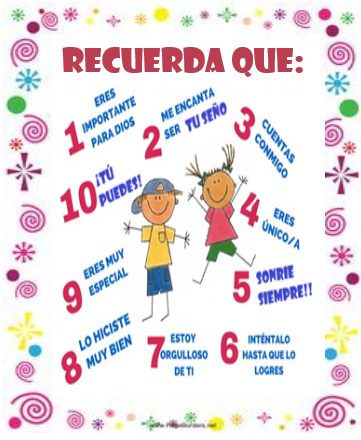 RECUERDA QUE:
1 ERES
IMPORTANTE
PARA DIOS
2 ME ENCANTA
SER TU SEÑO
3 CUENTAS
CONMIGO
4 ERES
ÚNICO/A
5 SONRIE
SIEMPRE!!
6 INTÉNTALO
HASTA QUE LO
LOGRES
7 ESTOY
ORGULLOSO
DE TI
8 LO HICISTE
MUY BIEN
9 ERES MUY
ESPECIAL
10 ¡TÚ
PUEDES!